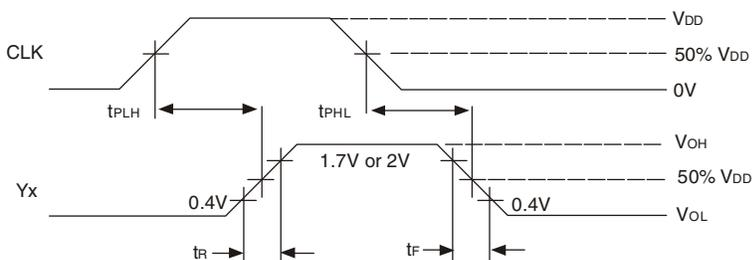 VDD
CLK
50% VDD
0V
tPLH
tPHL
VOH
1.7V or 2V
Yx
50% VDD
0.4V
0.4V
VOL
tR
tF